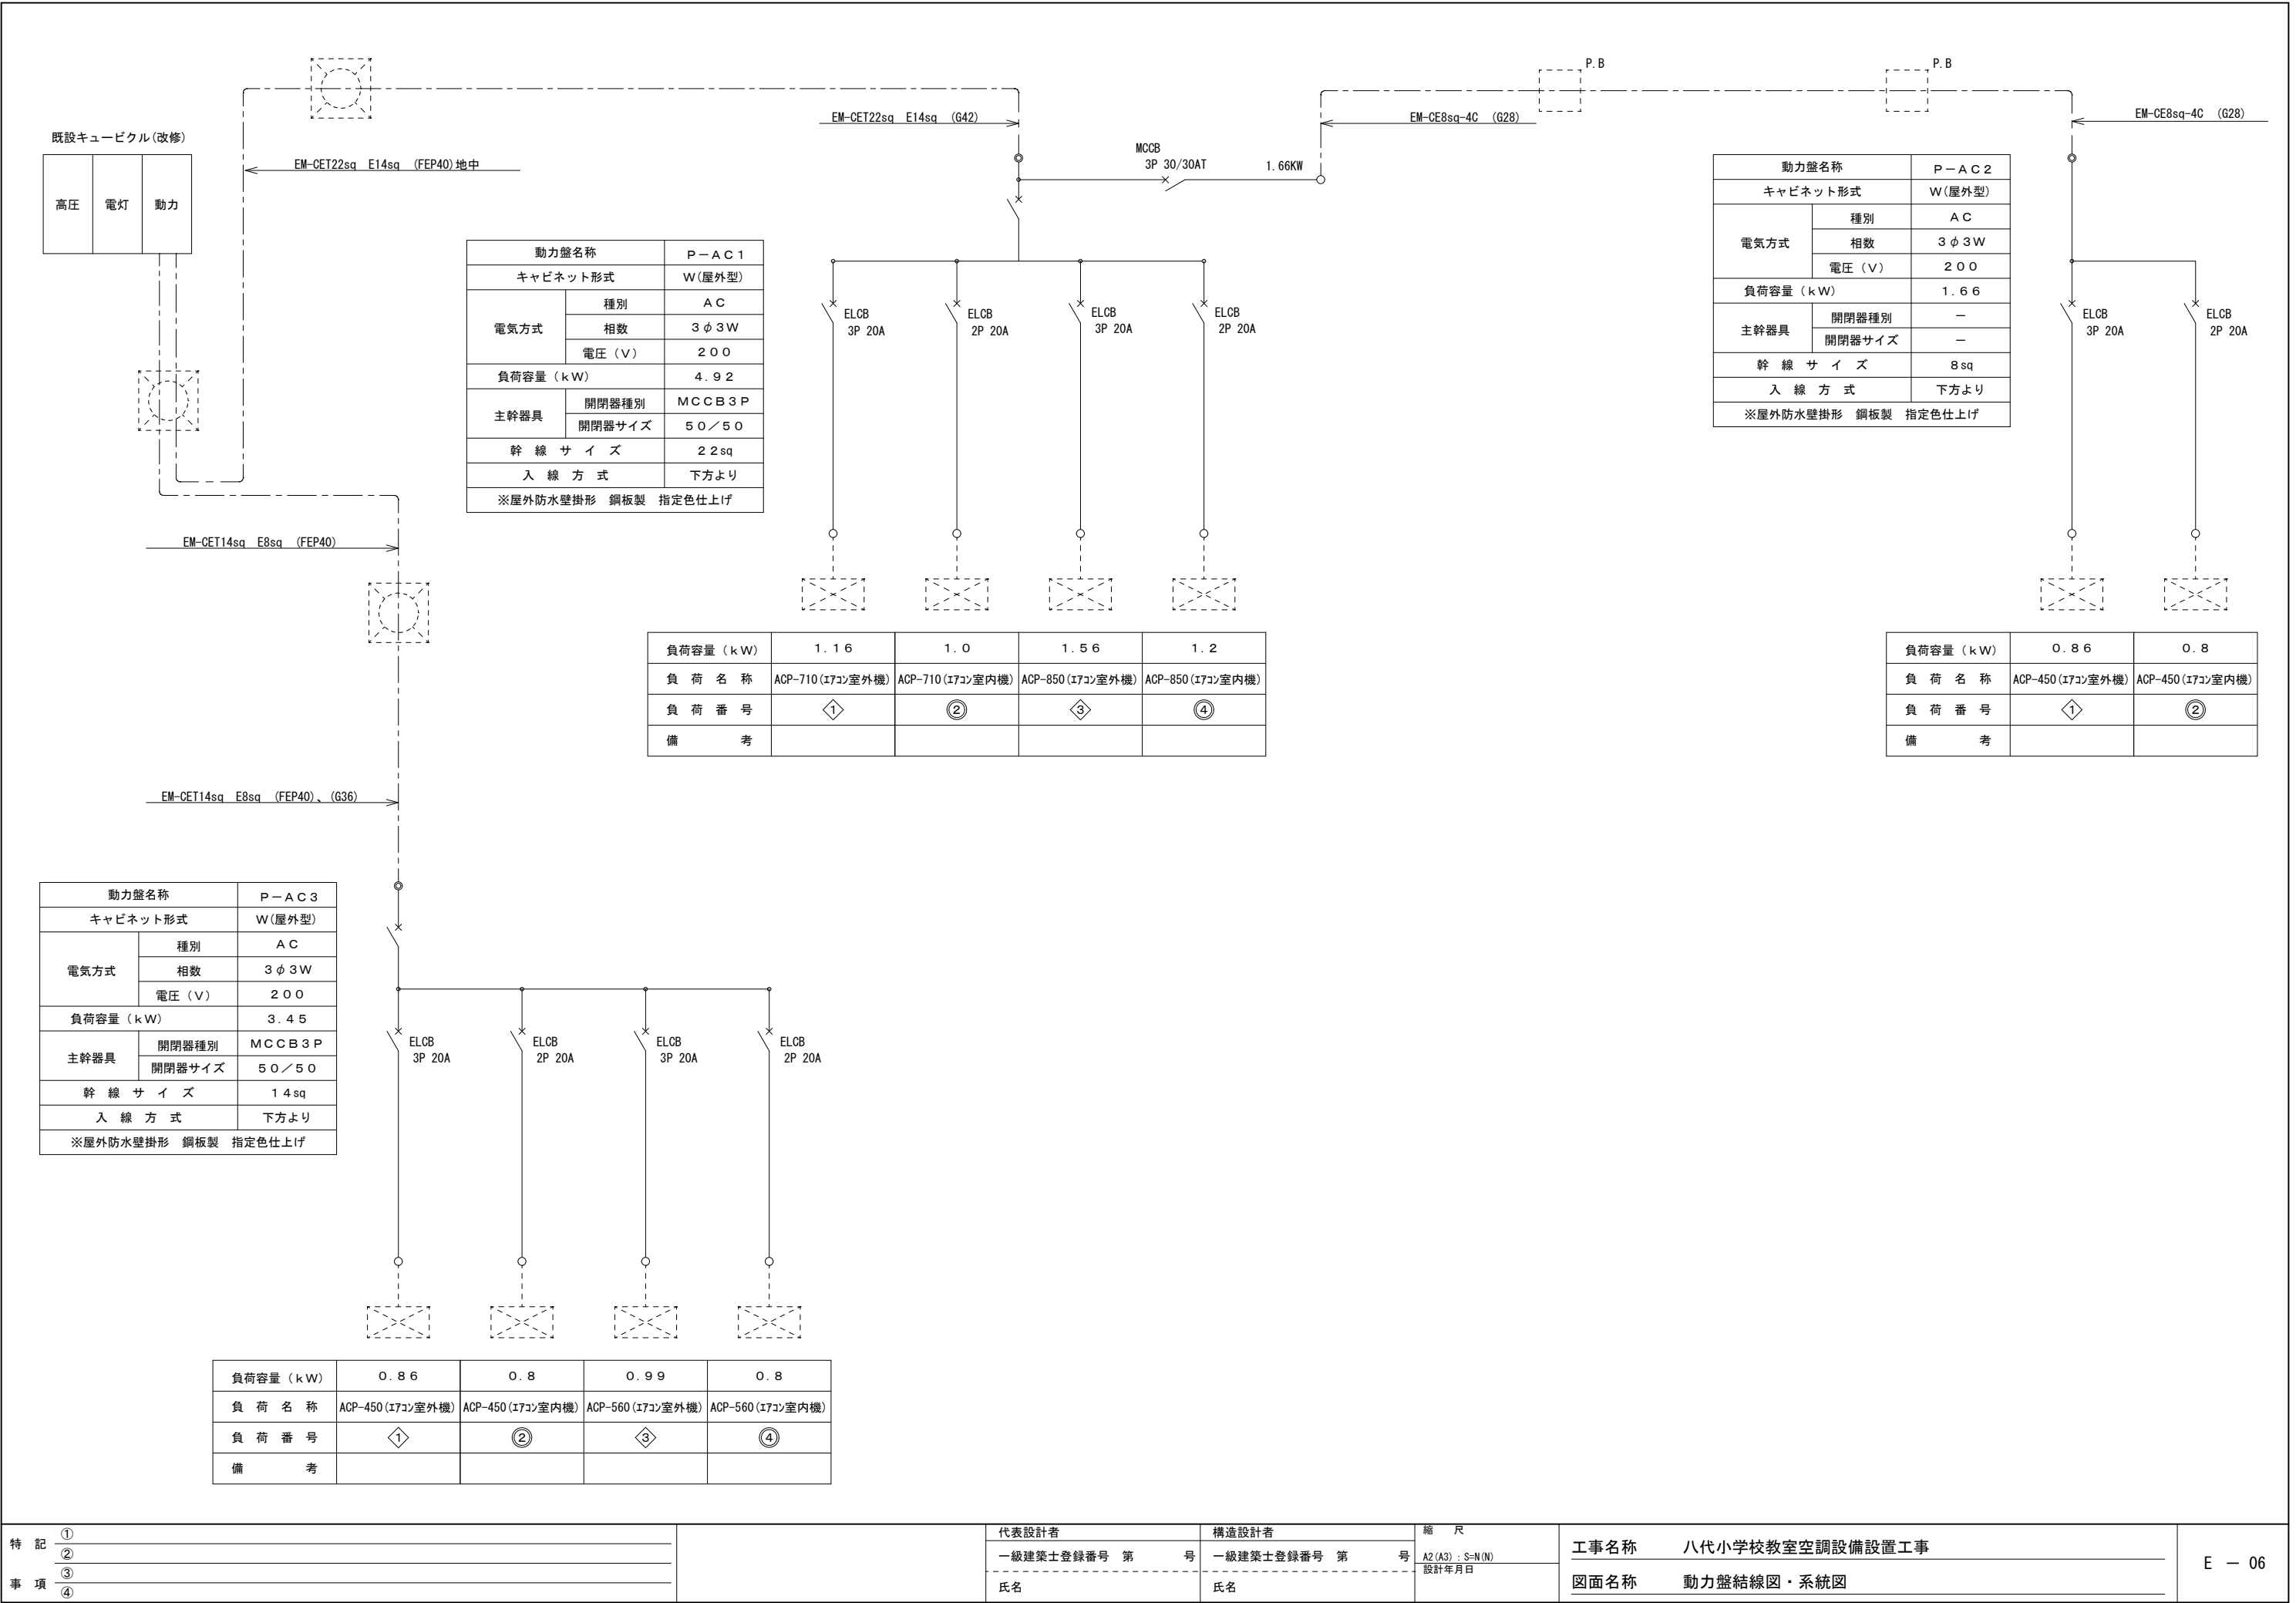 既設キュービクル(改修)
高圧 電灯 動力
EM-CET22sq E14sq (FEP40)地中
EM-CET22sq E14sq (G42)
MCCB
3P 30/30AT
1.66KW
EM-CE8sq-4C (G28)
P.B
P.B
EM-CE8sq-4C (G28)
動力盤名称 P－AC1
キャビネット形式 W(屋外型)
電気方式 種別 AC
相数 3φ3W
電圧(V) 200
負荷容量(kW) 4.92
主幹器具 開閉器種別 MCCB3P
開閉器サイズ 50／50
幹線サイズ 22sq
入線方式 下方より
※屋外防水壁掛形 鋼板製 指定色仕上げ
ELCB
3P 20A
ELCB
2P 20A
ELCB
3P 20A
ELCB
2P 20A
負荷容量(kW) 1.16 1.0 1.56 1.2
負荷名称 ACP-710(ｴｱｺﾝ室外機) ACP-710(ｴｱｺﾝ室内機) ACP-850(ｴｱｺﾝ室外機) ACP-850(ｴｱｺﾝ室内機)
負荷番号 1 2 3 4
備考
動力盤名称 P－AC2
キャビネット形式 W(屋外型)
電気方式 種別 AC
相数 3φ3W
電圧(V) 200
負荷容量(kW) 1.66
主幹器具 開閉器種別 －
開閉器サイズ －
幹線サイズ 8sq
入線方式 下方より
※屋外防水壁掛形 鋼板製 指定色仕上げ
ELCB
3P 20A
ELCB
2P 20A
負荷容量(kW) 0.86 0.8
負荷名称 ACP-450(ｴｱｺﾝ室外機) ACP-450(ｴｱｺﾝ室内機)
負荷番号 1 2
備考
EM-CET14sq E8sq (FEP40)
EM-CET14sq E8sq (FEP40)、(G36)
動力盤名称 P－AC3
キャビネット形式 W(屋外型)
電気方式 種別 AC
相数 3φ3W
電圧(V) 200
負荷容量(kW) 3.45
主幹器具 開閉器種別 MCCB3P
開閉器サイズ 50／50
幹線サイズ 14sq
入線方式 下方より
※屋外防水壁掛形 鋼板製 指定色仕上げ
ELCB
3P 20A
ELCB
2P 20A
ELCB
3P 20A
ELCB
2P 20A
負荷容量(kW) 0.86 0.8 0.99 0.8
負荷名称 ACP-450(ｴｱｺﾝ室外機) ACP-450(ｴｱｺﾝ室内機) ACP-560(ｴｱｺﾝ室外機) ACP-560(ｴｱｺﾝ室内機)
負荷番号 1 2 3 4
備考
特記事項
①
②
③
④
代表設計者
一級建築士登録番号 第 号
氏名
構造設計者
一級建築士登録番号 第 号
氏名
縮尺
A2(A3):S=N(N)
設計年月日
工事名称 八代小学校教室空調設備設置工事
図面名称 動力盤結線図・系統図
E － 06